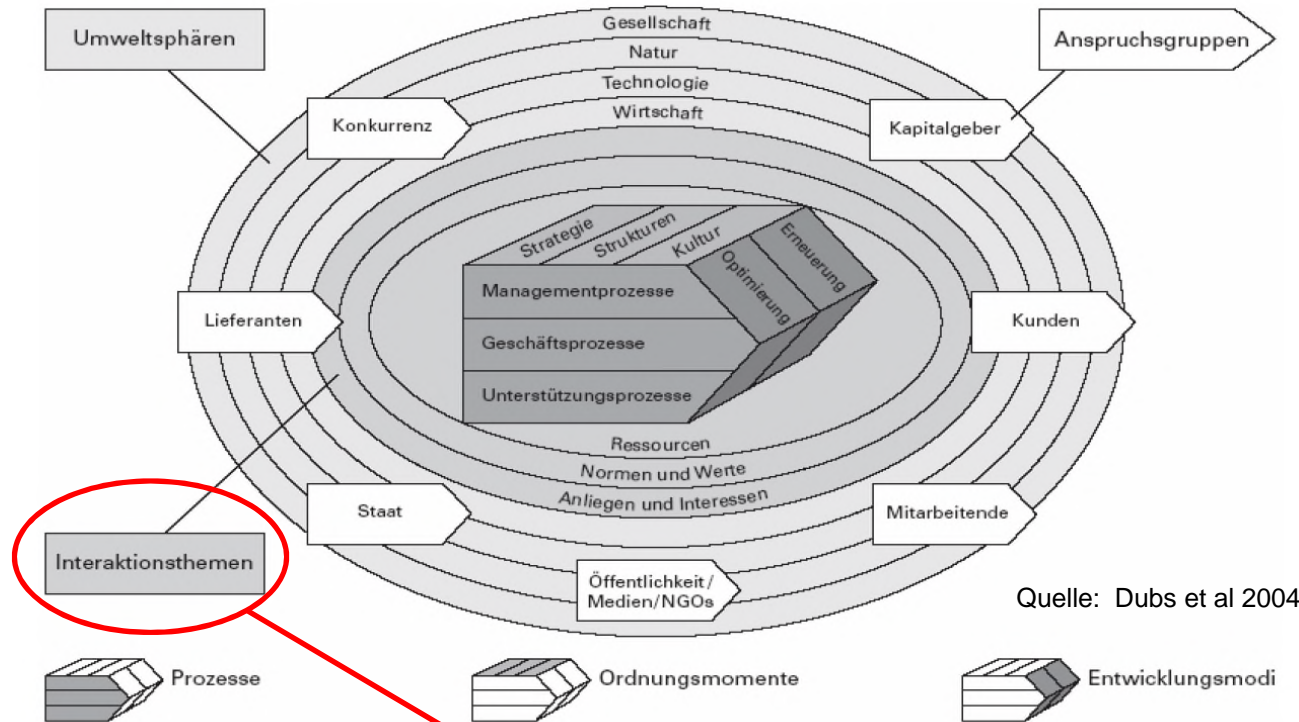 Umweltsphären
Gesellschaft
Anspruchsgruppen
Natur
Technologie
Konkurrenz
Wirtschaft
Kapitalgeber
Strategie
Strukturen
Kultur
Optimierung
Erneuerung
Managementprozesse
Lieferanten
Kunden
Geschäftsprozesse
Unterstützungsprozesse
Ressourcen
Normen und Werte
Anliegen und Interessen
Staat
Mitarbeitende
Interaktionsthemen
Öffentlichkeit/
Medien/NGOs
Quelle: Dubs et al 2004
Prozesse
Ordnungsmomente
Entwicklungsmodi